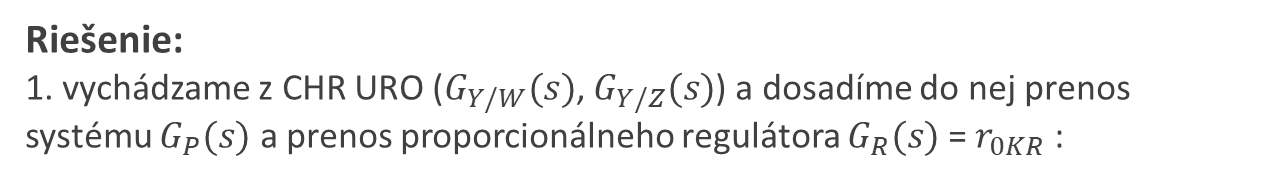 Riešenie:
1. vychádzame z CHR URO (G_{Y/W}(s), G_{Y/Z}(s)) a dosadíme do nej prenos
systému G_P(s) a prenos proporcionálneho regulátora G_R(s) = r_{0KR} :